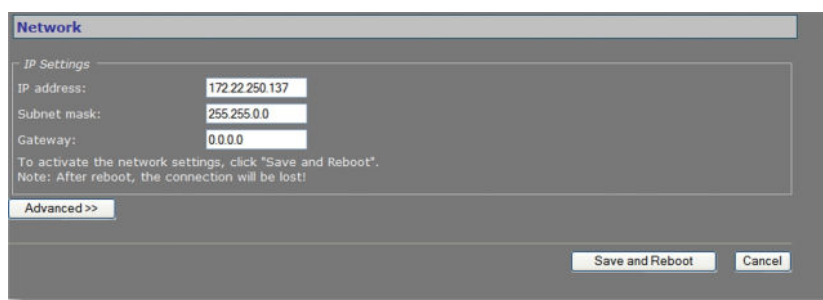 Network
IP Settings
IP address: 172.22.250.137
Subnet mask: 255.255.0.0
Gateway: 0.0.0.0
To activate the network settings, click "Save and Reboot".
Note: After reboot, the connection will be lost!
Advanced >>
Save and Reboot Cancel